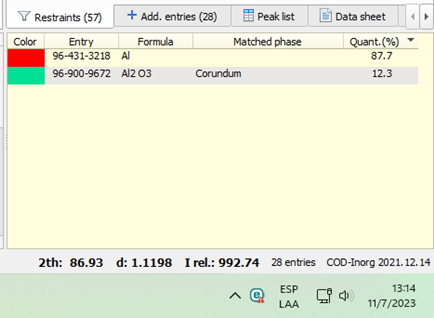 Restraints (57) Add. entries (28) Peak list Data sheet
Color Entry Formula Matched phase Quant.(%)
96-431-3218 Al 87.7
96-900-9672 Al2 O3 Corundum 12.3
2th: 86.93 d: 1.1198 I rel.: 992.74 28 entries COD-Inorg 2021.12.14
ESP 13:14
LAA 11/7/2023